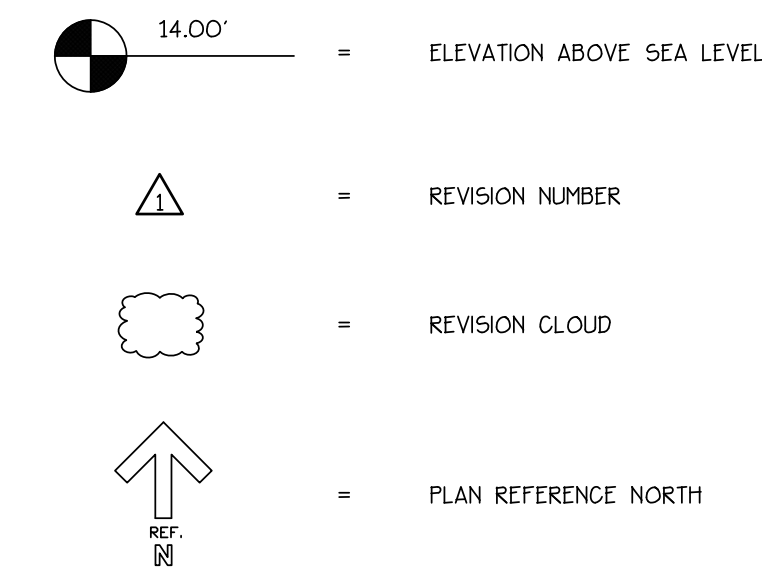 14.00' = ELEVATION ABOVE SEA LEVEL
1 = REVISION NUMBER
= REVISION CLOUD
= PLAN REFERENCE NORTH
REF.
N